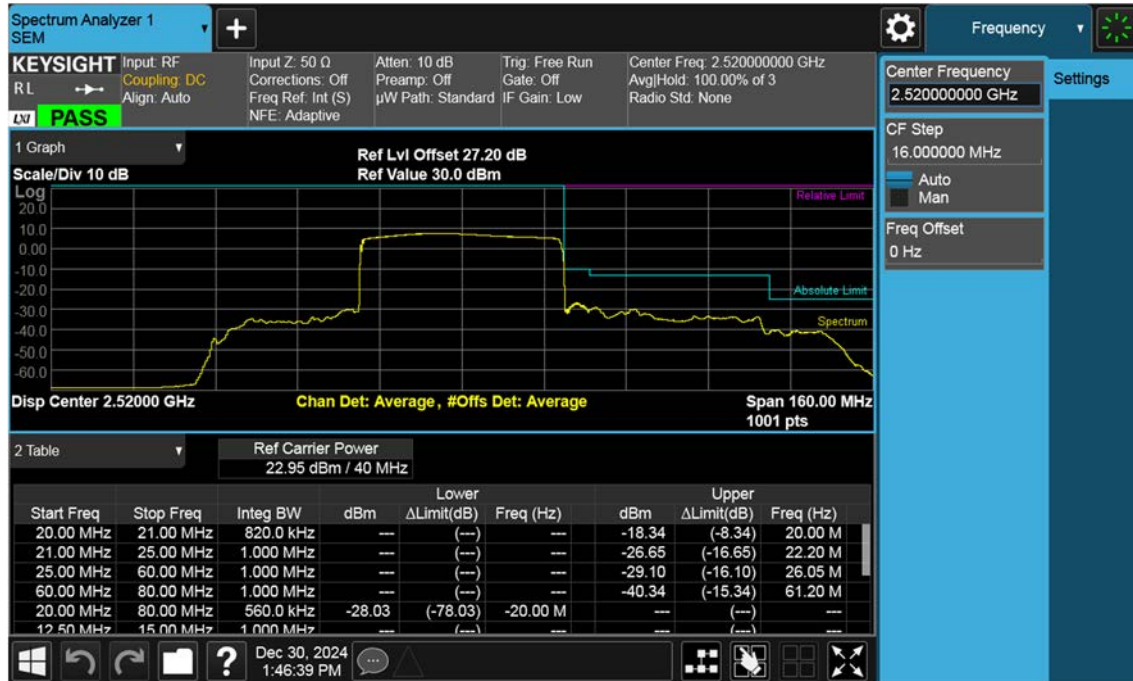 Spectrum Analyzer 1
SEM
+
Frequency
KEYSIGHT
R L
LXI
PASS
Input: RF
Coupling: DC
Align: Auto
Input Z: 50 Ω
Corrections: Off
Freq Ref: Int (S)
NFE: Adaptive
Atten: 10 dB
Preamp: Off
µW Path: Standard
Trig: Free Run
Gate: Off
IF Gain: Low
Center Freq: 2.520000000 GHz
Avg|Hold: 100.00% of 3
Radio Std: None
Center Frequency
2.520000000 GHz
Settings
CF Step
16.000000 MHz
Auto
Man
Freq Offset
0 Hz
1 Graph
Scale/Div 10 dB
Ref Lvl Offset 27.20 dB
Ref Value 30.0 dBm
Log
20.0
10.0
0.00
-10.0
-20.0
-30.0
-40.0
-50.0
-60.0
Relative Limit
Absolute Limit
Spectrum
Disp Center 2.52000 GHz
Chan Det: Average, #Offs Det: Average
Span 160.00 MHz
1001 pts
2 Table
Ref Carrier Power
22.95 dBm / 40 MHz
Lower Upper
Start Freq Stop Freq Integ BW dBm ΔLimit(dB) Freq (Hz) dBm ΔLimit(dB) Freq (Hz)
20.00 MHz 21.00 MHz 820.0 kHz --- (---) --- -18.34 (-8.34) 20.00 M
21.00 MHz 25.00 MHz 1.000 MHz --- (---) --- -26.65 (-16.65) 22.20 M
25.00 MHz 60.00 MHz 1.000 MHz --- (---) --- -29.10 (-16.10) 26.05 M
60.00 MHz 80.00 MHz 1.000 MHz --- (---) --- -40.34 (-15.34) 61.20 M
20.00 MHz 80.00 MHz 560.0 kHz -28.03 (-78.03) -20.00 M --- (---) ---
12.50 MHz 15.00 MHz 1.000 MHz --- (---) --- --- (---) ---
?
Dec 30, 2024
1:46:39 PM